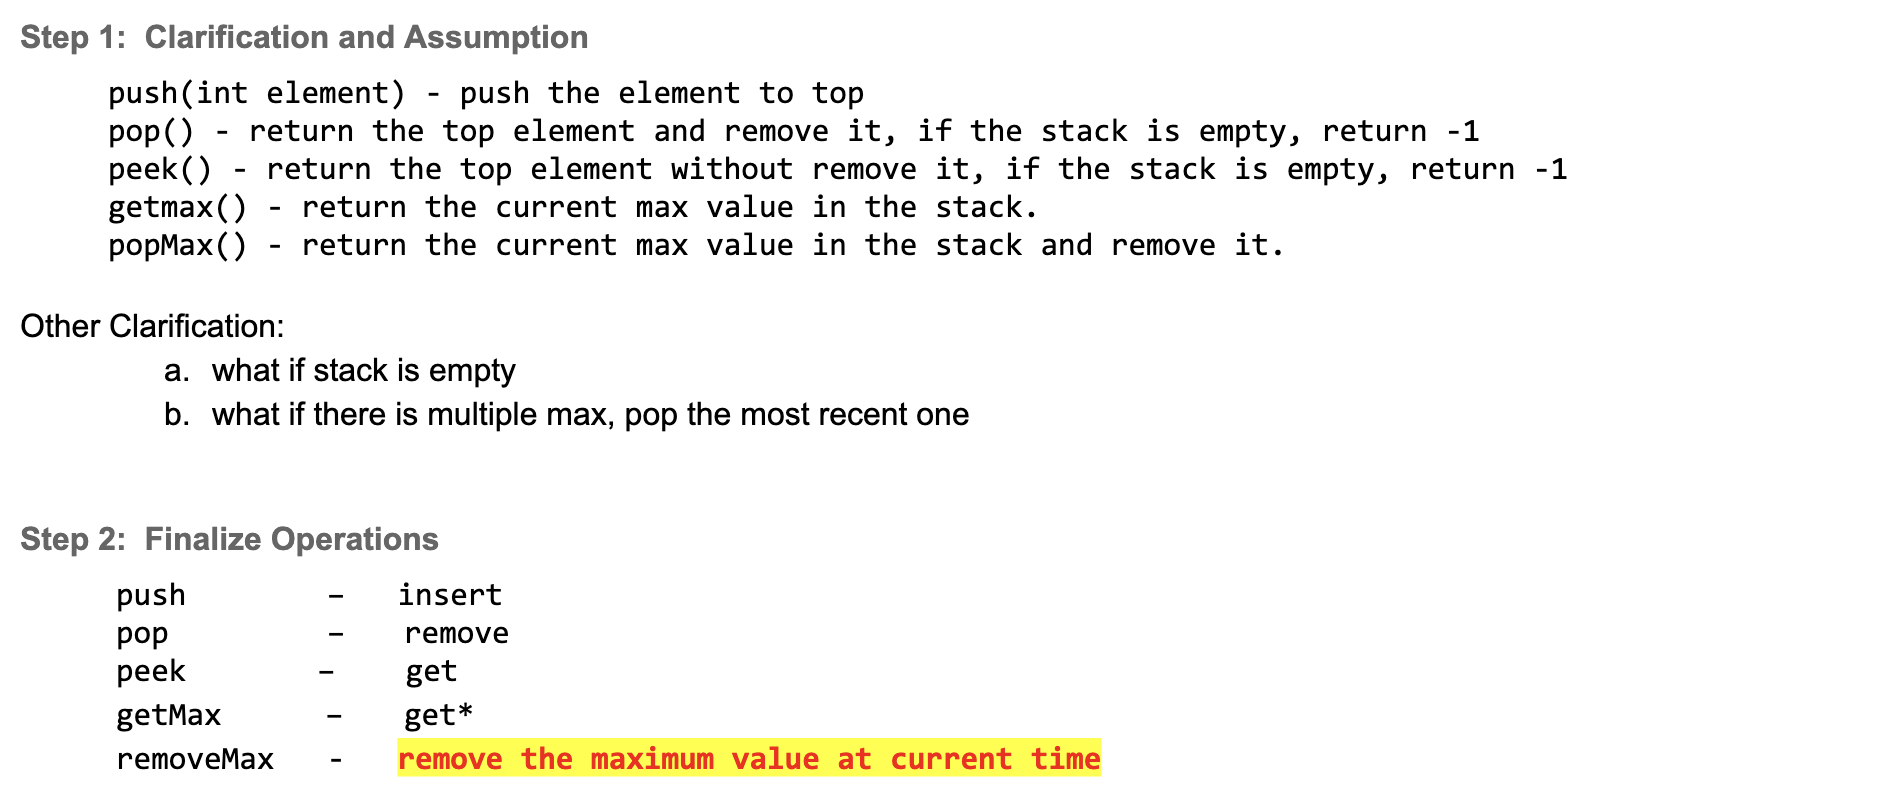 Step 1: Clarification and Assumption
push(int element) - push the element to top
pop() - return the top element and remove it, if the stack is empty, return -1
peek() - return the top element without remove it, if the stack is empty, return -1
getmax() - return the current max value in the stack.
popMax() - return the current max value in the stack and remove it.
Other Clarification:
a. what if stack is empty
b. what if there is multiple max, pop the most recent one
Step 2: Finalize Operations
push – insert
pop – remove
peek – get
getMax – get*
removeMax - remove the maximum value at current time